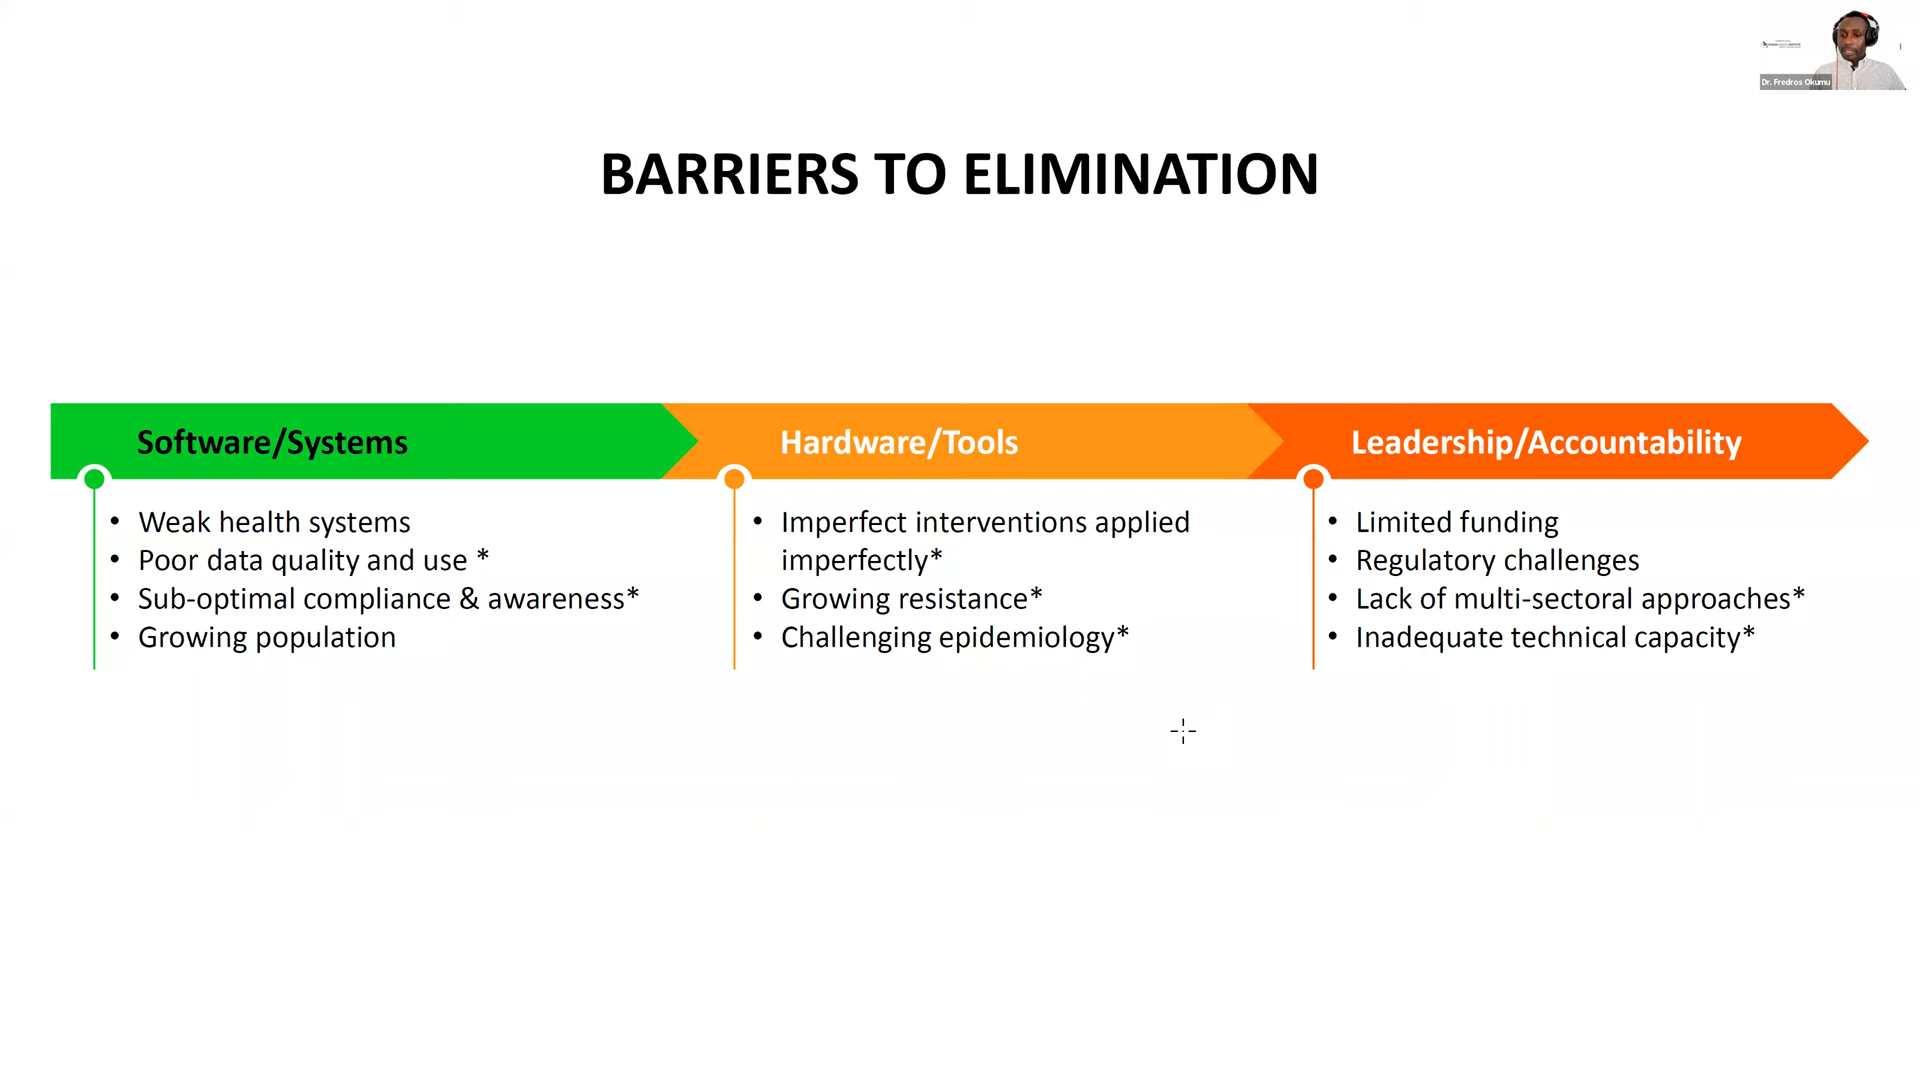 Dr. Fredros Okumu
BARRIERS TO ELIMINATION
Software/Systems
• Weak health systems
• Poor data quality and use *
• Sub-optimal compliance & awareness*
• Growing population
Hardware/Tools
• Imperfect interventions applied
imperfectly*
• Growing resistance*
• Challenging epidemiology*
Leadership/Accountability
• Limited funding
• Regulatory challenges
• Lack of multi-sectoral approaches*
• Inadequate technical capacity*